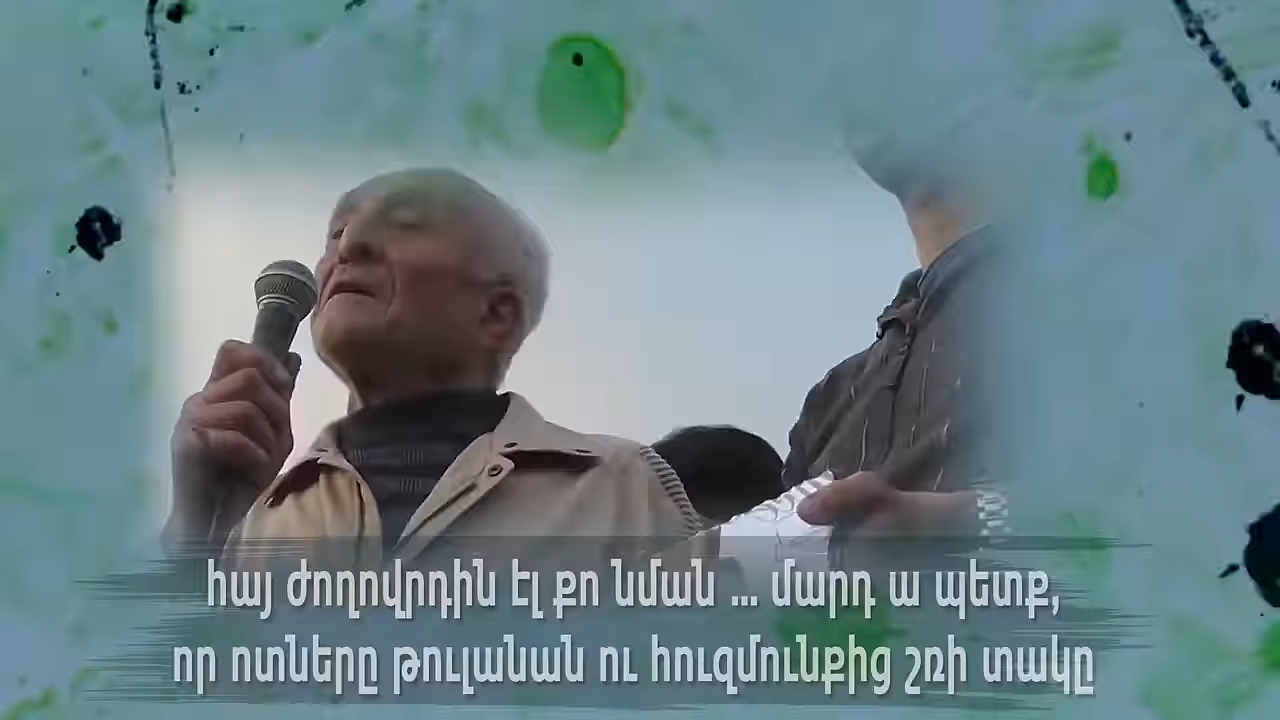 հայ ժողովրդին էլ քո նման ... մարդ ա պետք,
որ ոտները թուլանան ու հուզմունքից շռի տակը